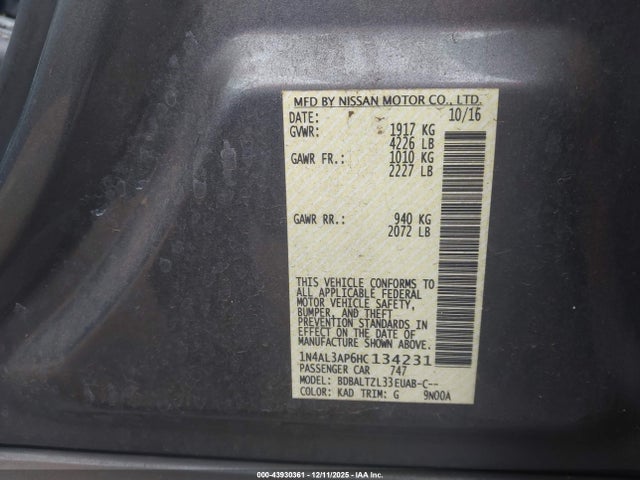 MFD BY NISSAN MOTOR CO., LTD.
DATE: 10/16
GVWR: 1917 KG
4226 LB
GAWR FR.: 1010 KG
2227 LB
GAWR RR.: 940 KG
2072 LB
THIS VEHICLE CONFORMS TO
ALL APPLICABLE FEDERAL
MOTOR VEHICLE SAFETY,
BUMPER, AND THEFT
PREVENTION STANDARDS IN
EFFECT ON THE DATE OF
MANUFACTURE SHOWN ABOVE.
1N4AL3AP6HC134231
PASSENGER CAR 747
MODEL: BDBALTZL33EUAB-C--
COLOR: KAD TRIM: G 9N00A
000-43930361 - 12/11/2025 - IAA Inc.